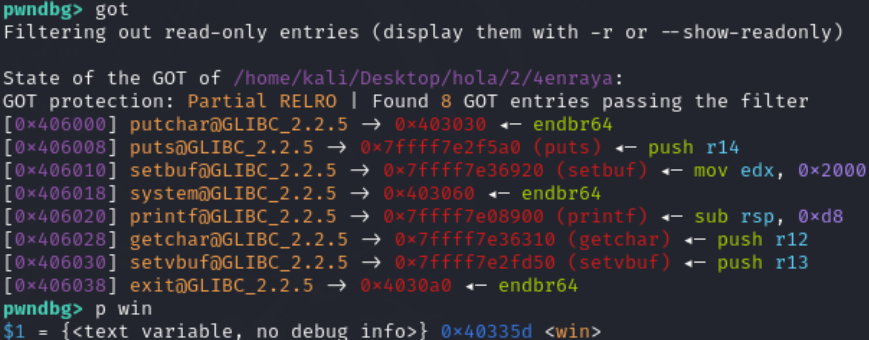 pwndbg> got
Filtering out read-only entries (display them with -r or --show-readonly)
State of the GOT of /home/kali/Desktop/hola/2/4enraya:
GOT protection: Partial RELRO | Found 8 GOT entries passing the filter
[0×406000] putchar@GLIBC_2.2.5 → 0×403030 ◂— endbr64
[0×406008] puts@GLIBC_2.2.5 → 0×7ffff7e2f5a0 (puts) ◂— push r14
[0×406010] setbuf@GLIBC_2.2.5 → 0×7ffff7e36920 (setbuf) ◂— mov edx, 0×2000
[0×406018] system@GLIBC_2.2.5 → 0×403060 ◂— endbr64
[0×406020] printf@GLIBC_2.2.5 → 0×7ffff7e08900 (printf) ◂— sub rsp, 0×d8
[0×406028] getchar@GLIBC_2.2.5 → 0×7ffff7e36310 (getchar) ◂— push r12
[0×406030] setvbuf@GLIBC_2.2.5 → 0×7ffff7e2fd50 (setvbuf) ◂— push r13
[0×406038] exit@GLIBC_2.2.5 → 0×4030a0 ◂— endbr64
pwndbg> p win
$1 = {<text variable, no debug info>} 0×40335d <win>